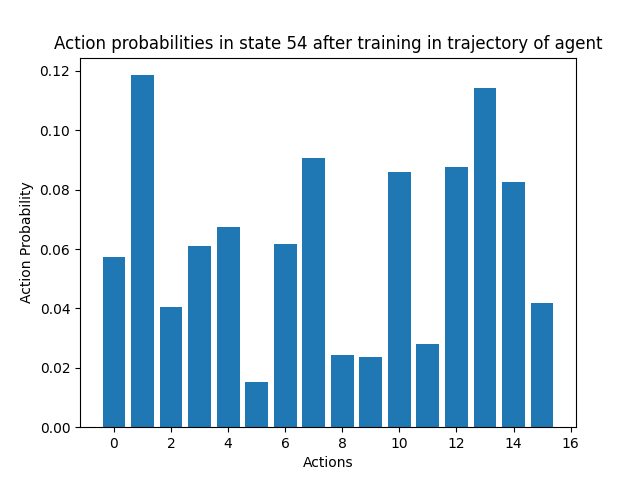 Action probabilities in state 54 after training in trajectory of agent
0.12
0.10
0.08
0.06
0.04
0.02
0.00
Action Probability
0 2 4 6 8 10 12 14 16
Actions